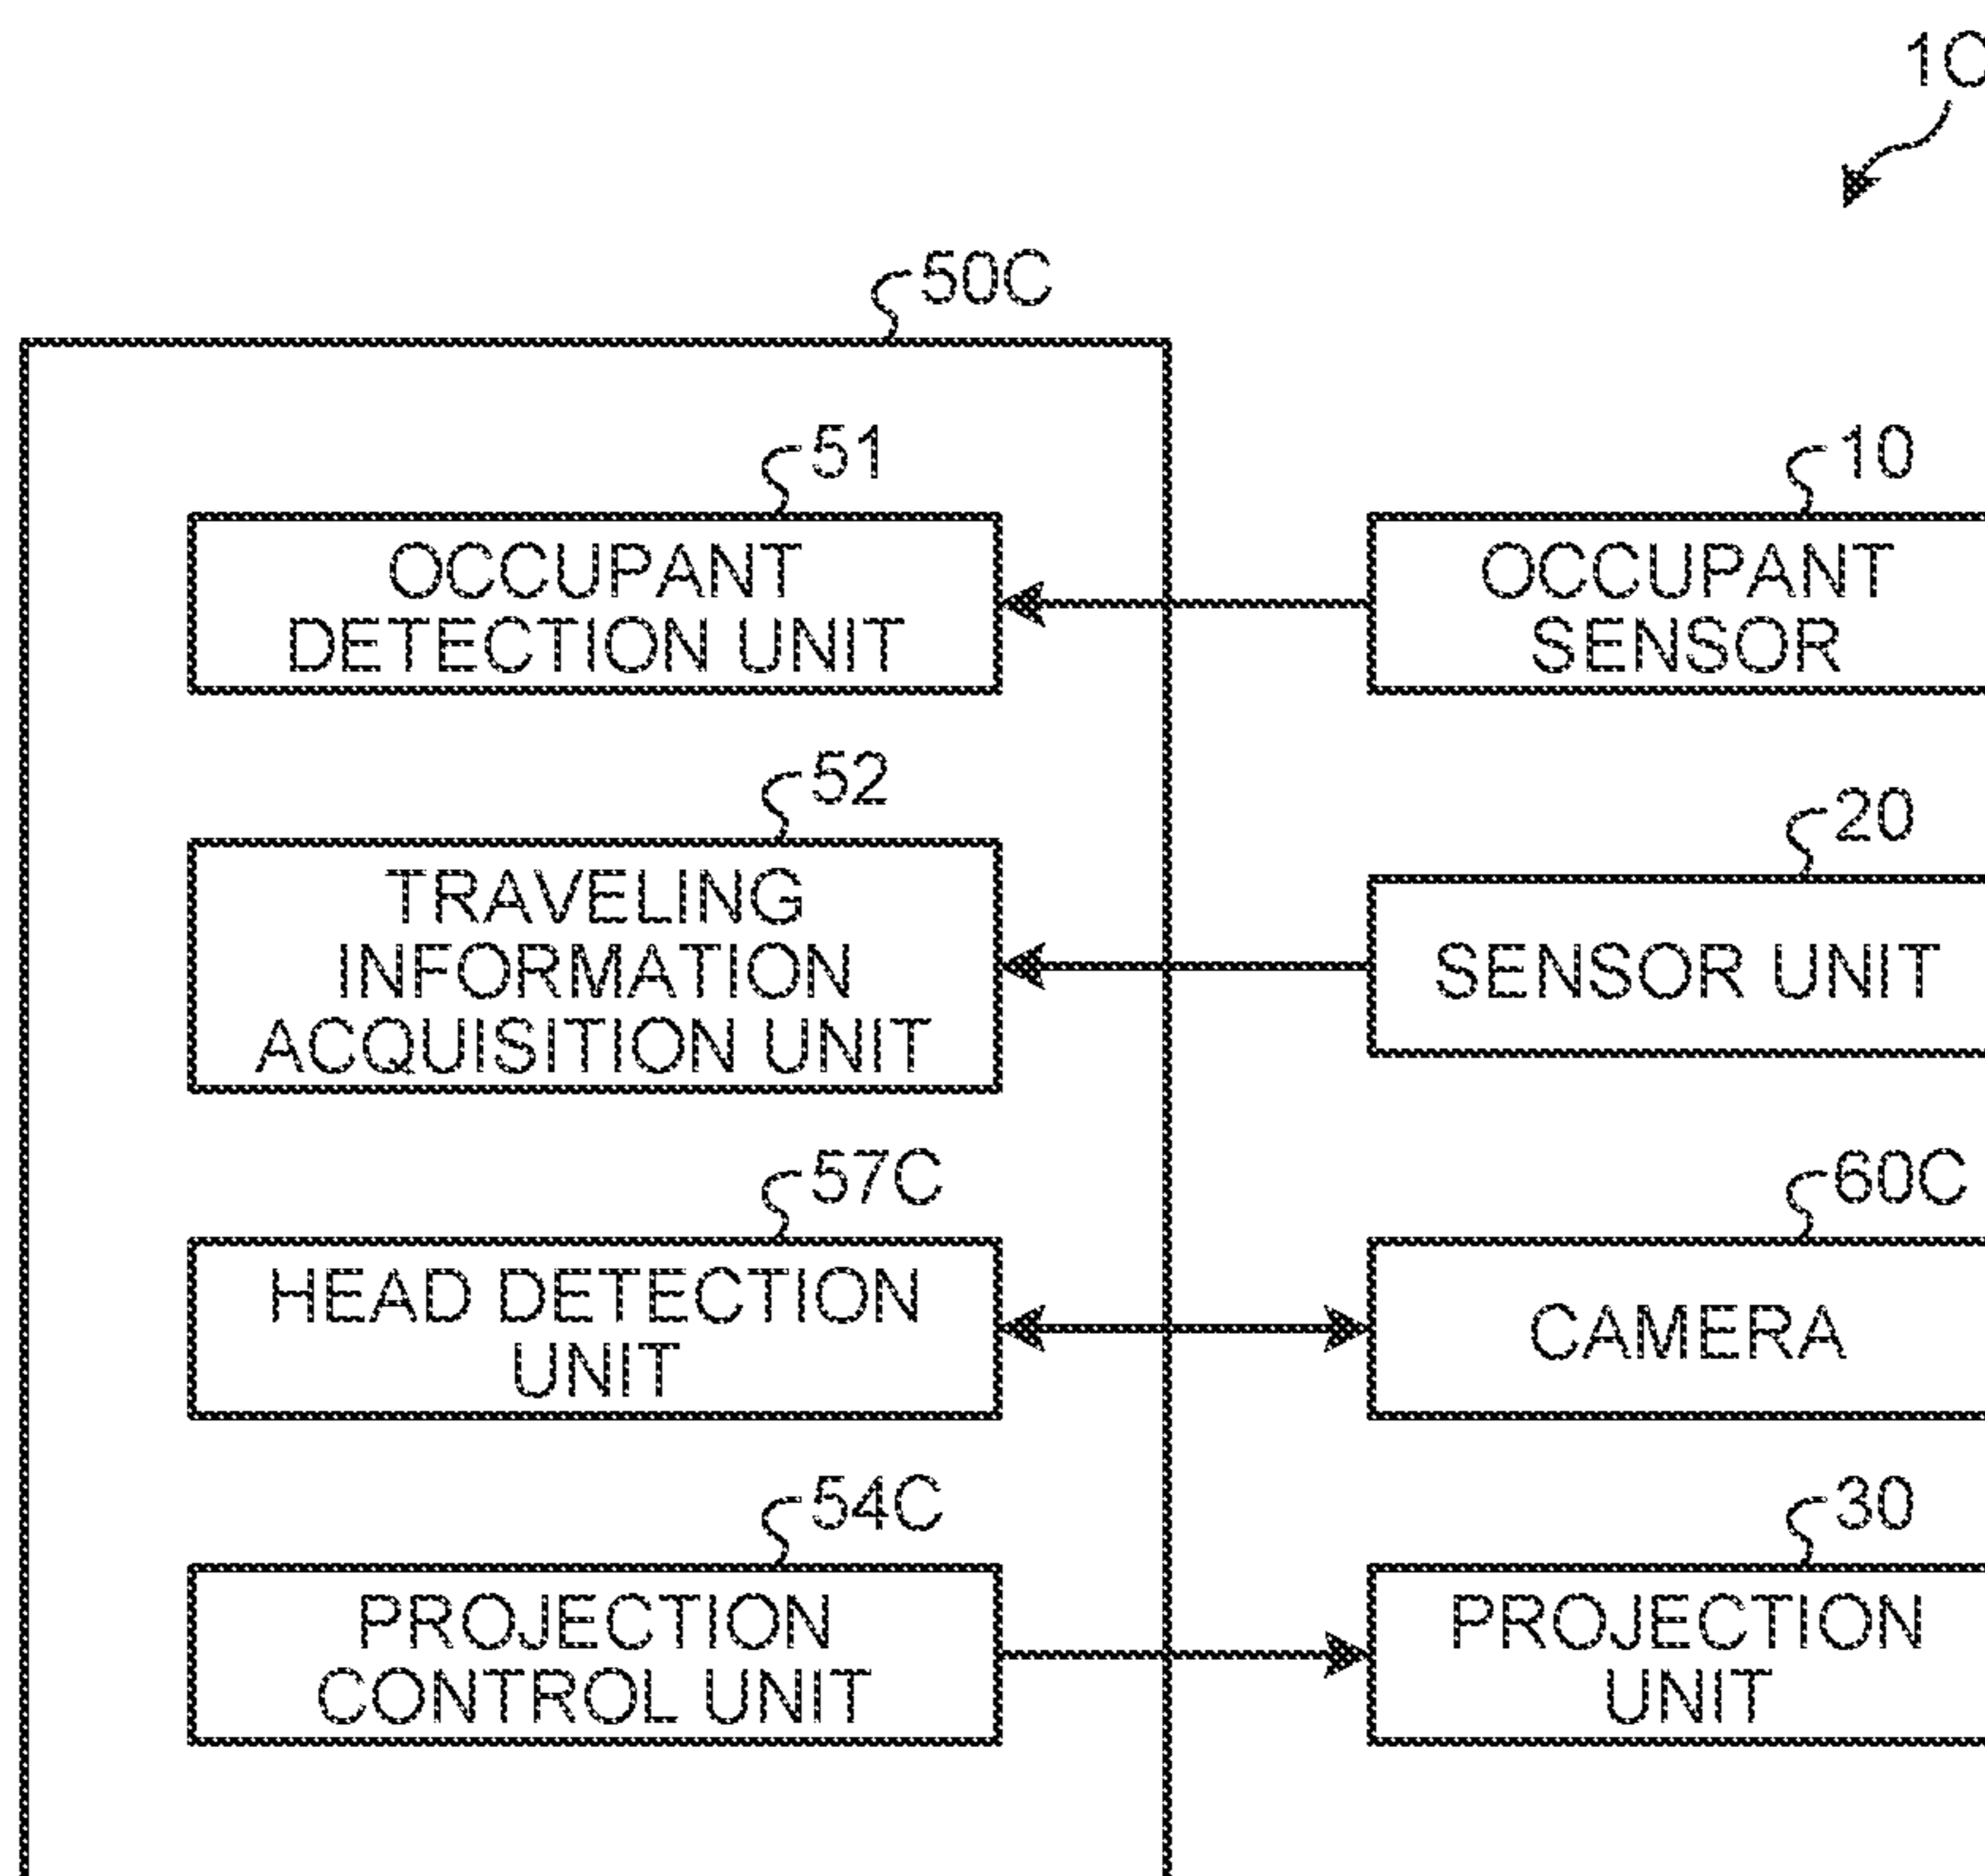 1C
50C
51
OCCUPANT
DETECTION UNIT
10
OCCUPANT
SENSOR
52
TRAVELING
INFORMATION
ACQUISITION UNIT
20
SENSOR UNIT
57C
HEAD DETECTION
UNIT
60C
CAMERA
54C
PROJECTION
CONTROL UNIT
30
PROJECTION
UNIT